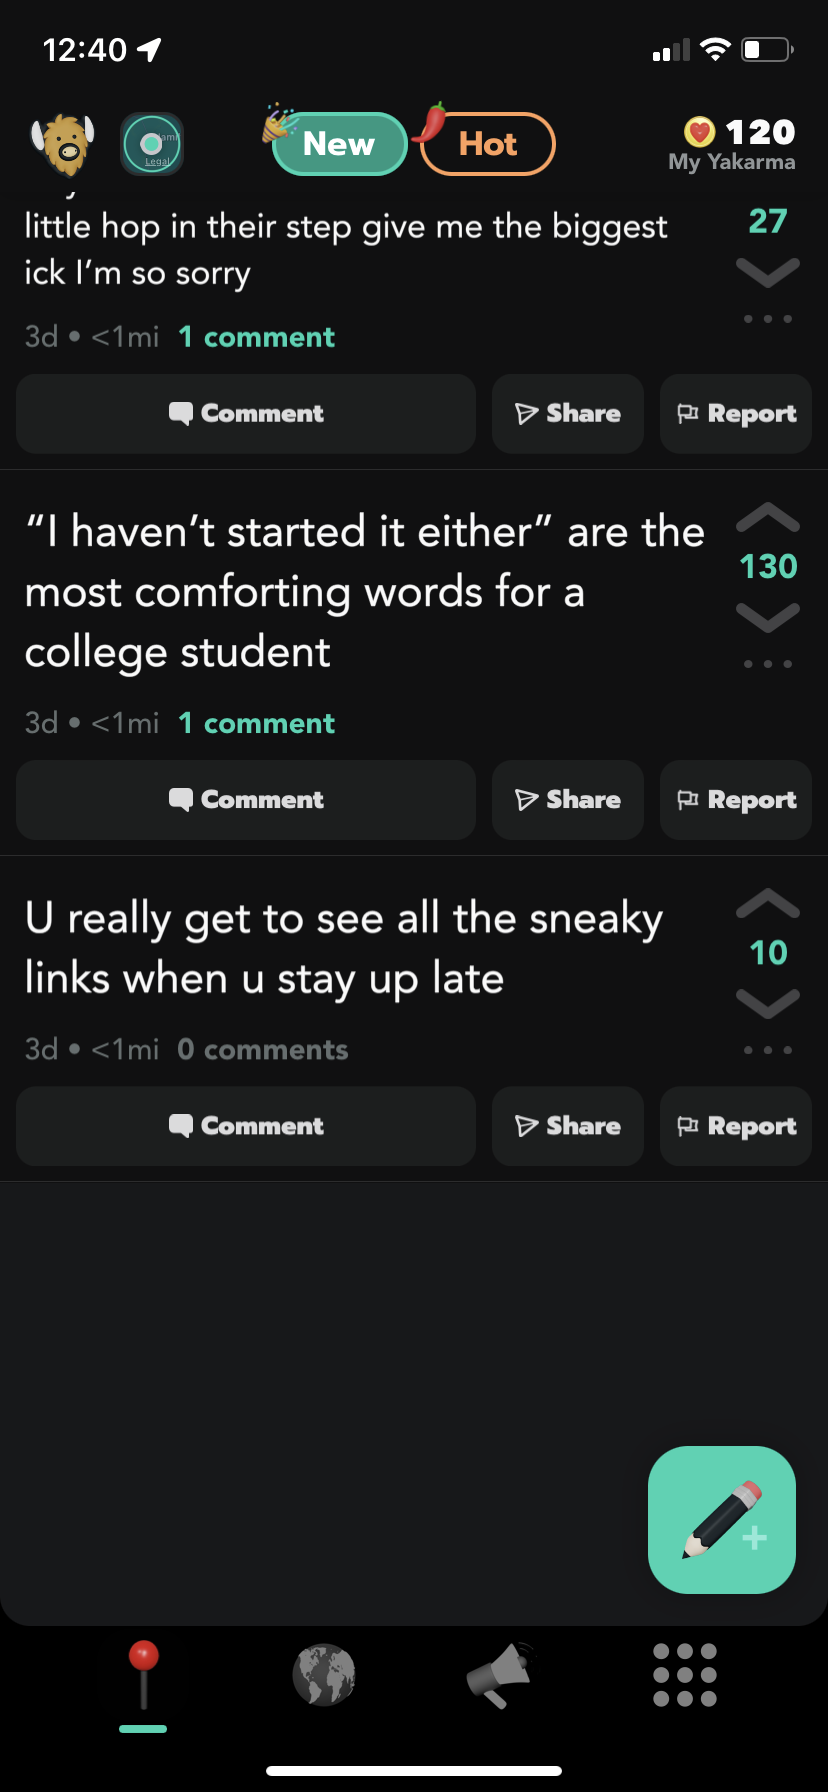 12:40
Legal
New
Hot
120
My Yakarma
little hop in their step give me the biggest
ick I’m so sorry
27
3d • <1mi 1 comment
Comment
Share
Report
“I haven’t started it either” are the
most comforting words for a
college student
130
3d • <1mi 1 comment
Comment
Share
Report
U really get to see all the sneaky
links when u stay up late
10
3d • <1mi 0 comments
Comment
Share
Report